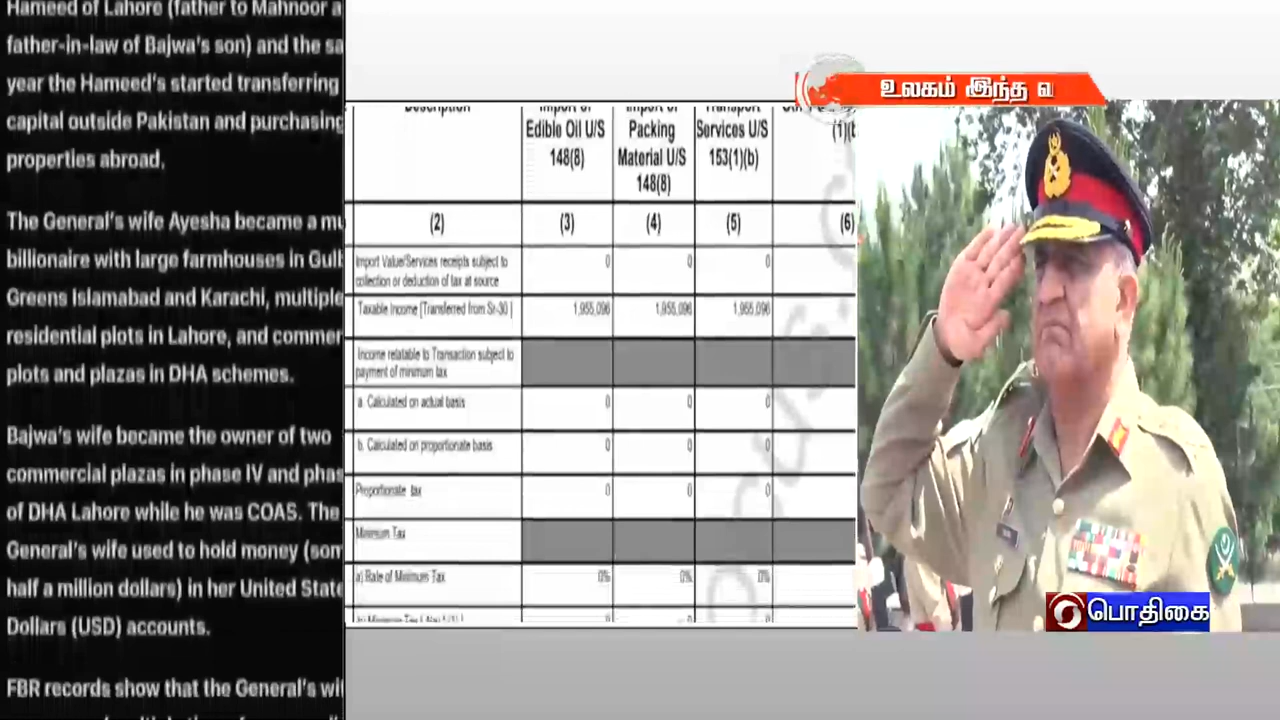 Hameed of Lahore (father to Mahnoor a
father-in-law of Bajwa's son) and the sa
year the Hameed's started transferring
capital outside Pakistan and purchasing
properties abroad.
The General's wife Ayesha became a mu
billionaire with large farmhouses in Gulb
Greens Islamabad and Karachi, multiple
residential plots in Lahore, and commer
plots and plazas in DHA schemes.
Bajwa's wife became the owner of two
commercial plazas in phase IV and phas
of DHA Lahore while he was COAS. The
General's wife used to hold money (som
half a million dollars) in her United State
Dollars (USD) accounts.
FBR records show that the General's wif
Description
Import of
Edible Oil U/S
148(8)
Import of
Packing
Material U/S
148(8)
Transport
Services U/S
153(1)(b)
(2) (3) (4) (5) (6)
Import Value/Services receipts subject to
collection or deduction of tax at source
0 0 0
Taxable Income [Transferred from Sr-30 ] 1,955,096 1,955,096 1,955,096
Income relatable to Transaction subject to
payment of minimum tax
a. Calculated on actual basis 0 0 0
b. Calculated on proportionate basis 0 0 0
Proportionate tax 0 0 0
Minimum Tax
a) Rate of Minimum Tax 0% 0% 0%
உலகம் இந்த வ
பொதிகை